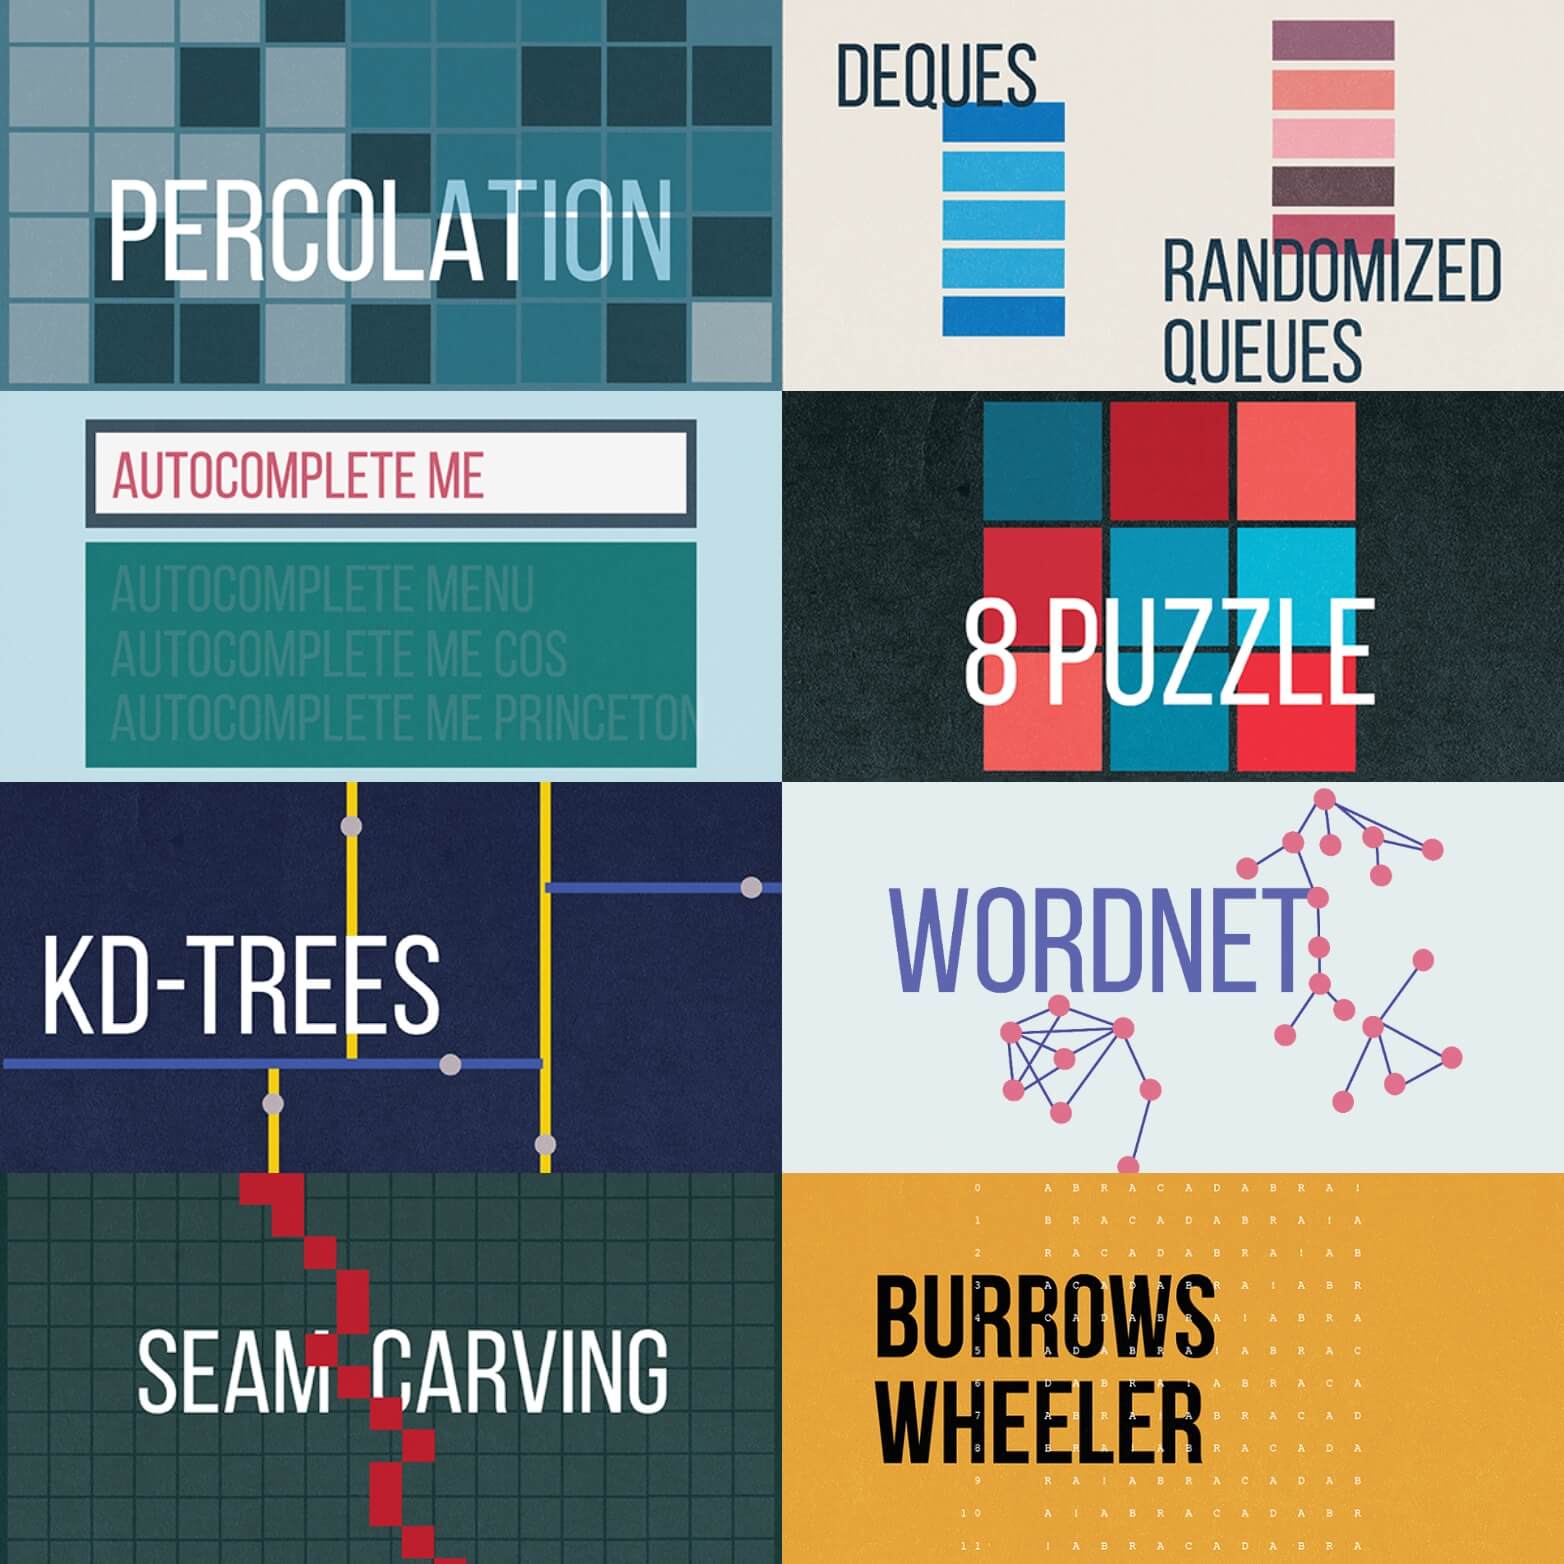 PERCOLATION
DEQUES
RANDOMIZED
QUEUES
AUTOCOMPLETE ME
AUTOCOMPLETE MENU
AUTOCOMPLETE ME COS
AUTOCOMPLETE ME PRINCETON
8 PUZZLE
KD-TREES
WORDNET
SEAM CARVING
BURROWS
WHEELER
0 A B R A C A D A B R A !
1 B R A C A D A B R A ! A
2 R A C A D A B R A ! A B
3 A C A D A B R A ! A B R
4 C A D A B R A ! A B R A
5 A D A B R A ! A B R A C
6 D A B R A ! A B R A C A
7 A B R A ! A B R A C A D
8 B R A ! A B R A C A D A
9 R A ! A B R A C A D A B
10 A ! A B R A C A D A B R
11 ! A B R A C A D A B R A